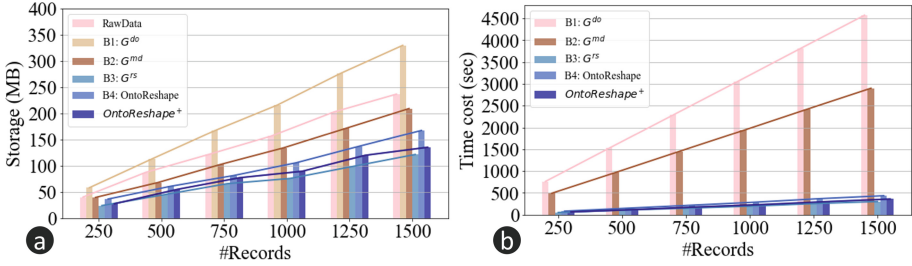 400
350
300
250
200
150
100
50
0
Storage (MB)
RawData
B1: G^do
B2: G^md
B3: G^rs
B4: OntoReshape
OntoReshape+
250 500 750 1000 1250 1500
#Records
a
4500
4000
3500
3000
2500
2000
1500
1000
500
0
Time cost (sec)
B1: G^do
B2: G^md
B3: G^rs
B4: OntoReshape
OntoReshape+
250 500 750 1000 1250 1500
#Records
b